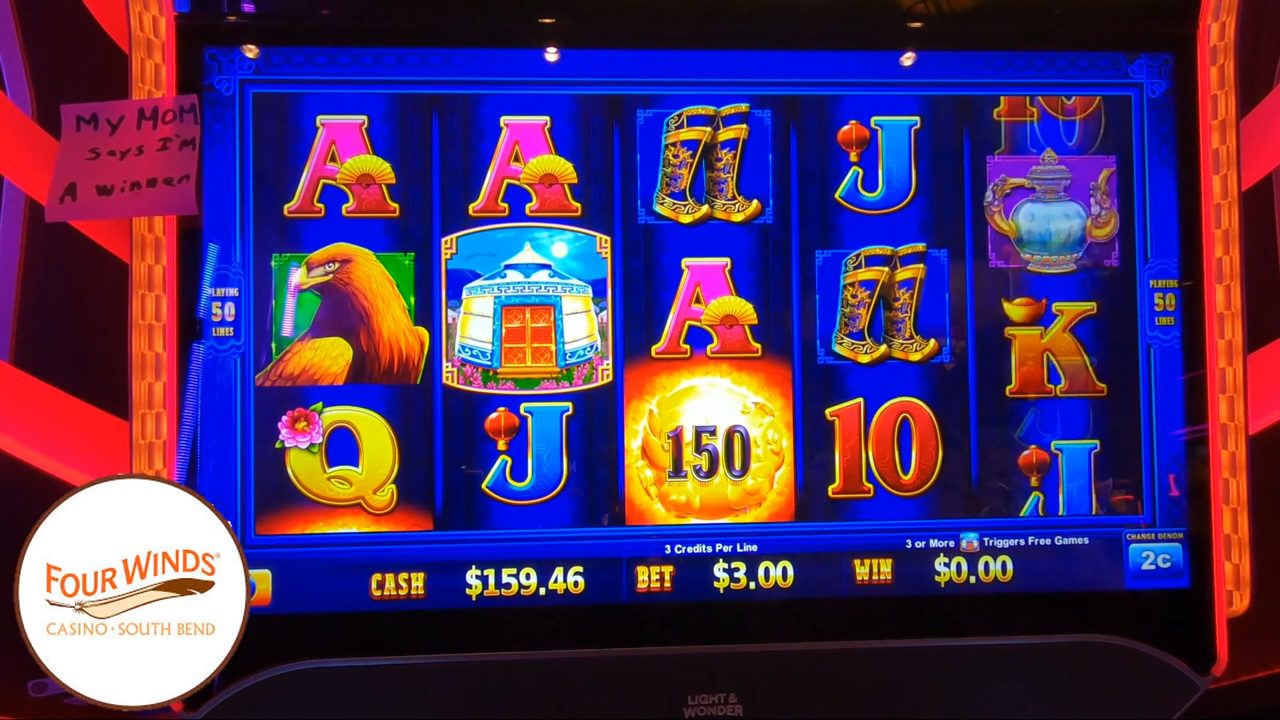 My MOM
Says I'm
A Winner
A A J 10
A K
Q J 150 10 J
PLAYING
50
LINES
PLAYING
50
LINES
3 Credits Per Line
3 or More Triggers Free Games
CHANGE DENOM
2¢
CASH $159.46 BET $3.00 WIN $0.00
FOUR WINDS®
CASINO · SOUTH BEND
LIGHT &
WONDER